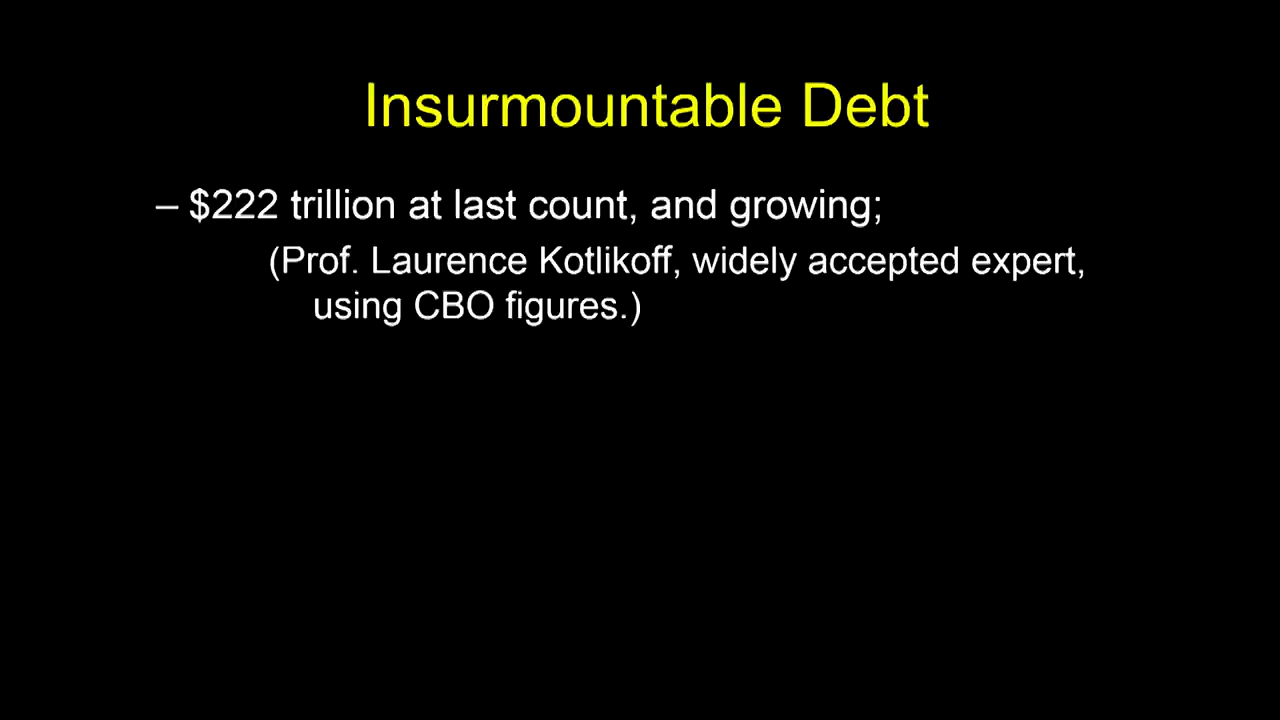 Insurmountable Debt
– $222 trillion at last count, and growing;
(Prof. Laurence Kotlikoff, widely accepted expert,
using CBO figures.)